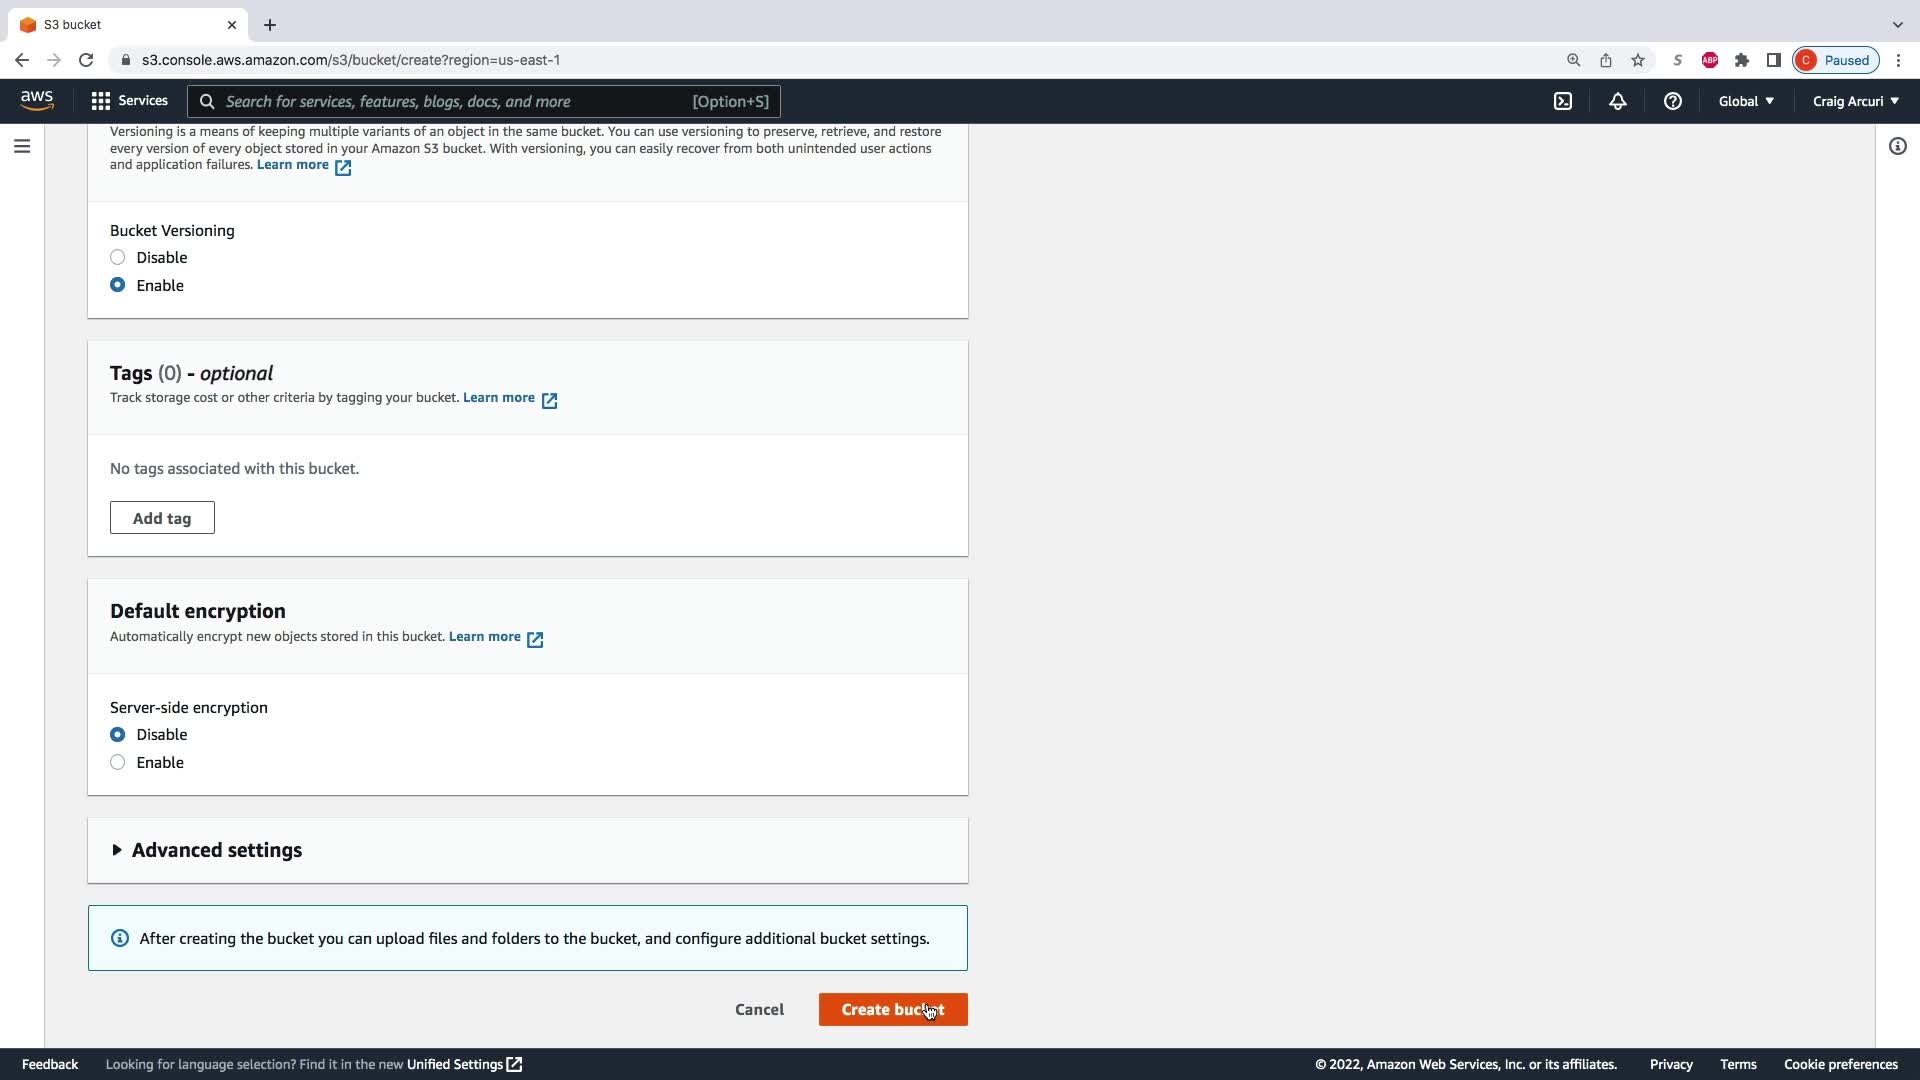 S3 bucket
s3.console.aws.amazon.com/s3/bucket/create?region=us-east-1
ABP
C Paused
aws Services Search for services, features, blogs, docs, and more [Option+S] Global Craig Arcuri
Versioning is a means of keeping multiple variants of an object in the same bucket. You can use versioning to preserve, retrieve, and restore
every version of every object stored in your Amazon S3 bucket. With versioning, you can easily recover from both unintended user actions
and application failures. Learn more
Bucket Versioning
Disable
Enable
Tags (0) - optional
Track storage cost or other criteria by tagging your bucket. Learn more
No tags associated with this bucket.
Add tag
Default encryption
Automatically encrypt new objects stored in this bucket. Learn more
Server-side encryption
Disable
Enable
Advanced settings
After creating the bucket you can upload files and folders to the bucket, and configure additional bucket settings.
Cancel Create bucket
Feedback Looking for language selection? Find it in the new Unified Settings © 2022, Amazon Web Services, Inc. or its affiliates. Privacy Terms Cookie preferences